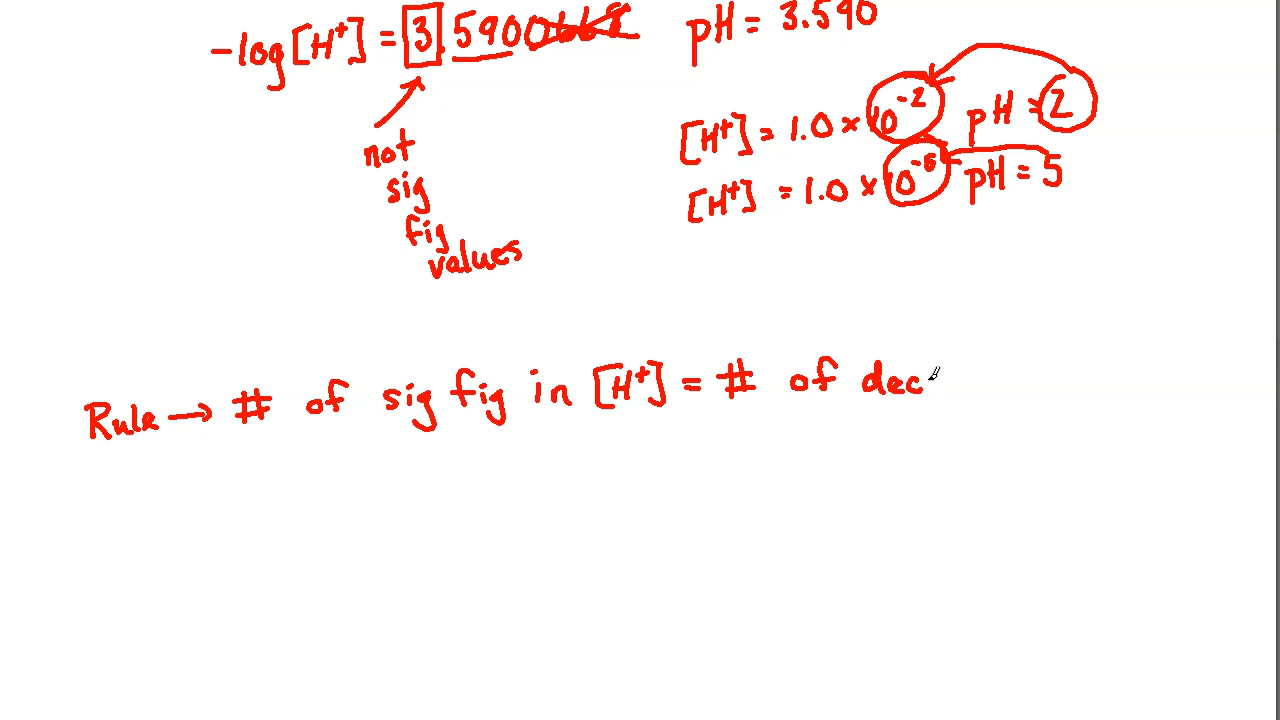 -log[H⁺] = 3.590
pH = 3.590
[H⁺] = 1.0 × 10⁻² pH = 2
[H⁺] = 1.0 × 10⁻⁵ pH = 5
not
sig
fig
values
Rule → # of sig fig in [H⁺] = # of dec